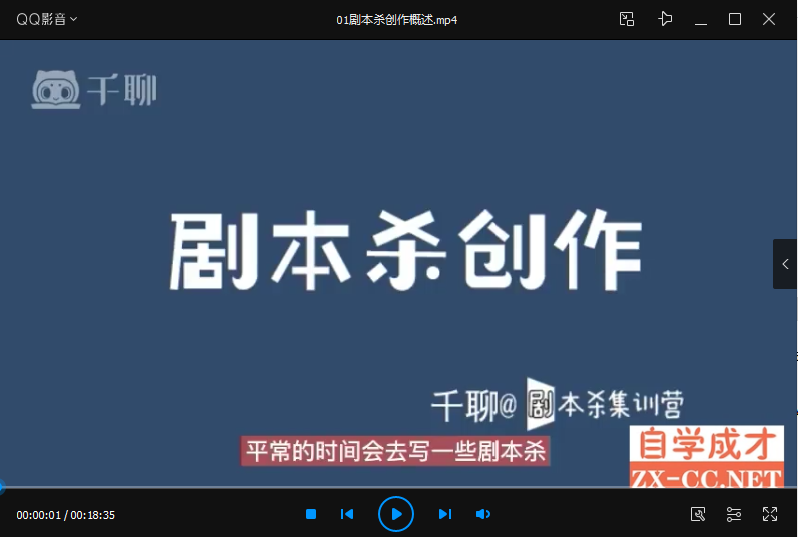 QQ影音
01剧本杀创作概述.mp4
千聊
剧本杀创作
千聊@剧本杀集训营
平常的时间会去写一些剧本杀
自学成才
ZX-CC.NET
00:00:01 / 00:18:35